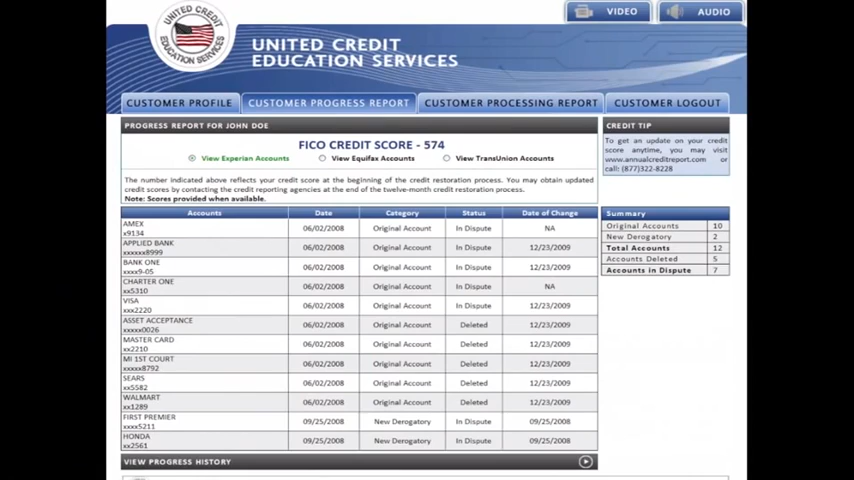 VIDEO
AUDIO
UNITED CREDIT
EDUCATION SERVICES
UNITED CREDIT
EDUCATION SERVICES
CUSTOMER PROFILE
CUSTOMER PROGRESS REPORT
CUSTOMER PROCESSING REPORT
CUSTOMER LOGOUT
PROGRESS REPORT FOR JOHN DOE
FICO CREDIT SCORE - 574
View Experian Accounts View Equifax Accounts View TransUnion Accounts
The number indicated above reflects your credit score at the beginning of the credit restoration process. You may obtain updated
credit scores by contacting the credit reporting agencies at the end of the twelve-month credit restoration process.
Note: Scores provided when available.
Accounts Date Category Status Date of Change
AMEX
x9134 06/02/2008 Original Account In Dispute NA
APPLIED BANK
xxxxxx8999 06/02/2008 Original Account In Dispute 12/23/2009
BANK ONE
xxxx9-05 06/02/2008 Original Account In Dispute 12/23/2009
CHARTER ONE
xx5310 06/02/2008 Original Account In Dispute NA
VISA
xxx2220 06/02/2008 Original Account In Dispute 12/23/2009
ASSET ACCEPTANCE
xxxxx0026 06/02/2008 Original Account Deleted 12/23/2009
MASTER CARD
xx2210 06/02/2008 Original Account Deleted 12/23/2009
MI 1ST COURT
xxxxx8792 06/02/2008 Original Account Deleted 12/23/2009
SEARS
xx5582 06/02/2008 Original Account Deleted 12/23/2009
WALMART
xx1289 06/02/2008 Original Account Deleted 12/23/2009
FIRST PREMIER
xxxx5211 09/25/2008 New Derogatory In Dispute 09/25/2008
HONDA
xx2561 09/25/2008 New Derogatory In Dispute 09/25/2008
VIEW PROGRESS HISTORY
CREDIT TIP
To get an update on your credit
score anytime, you may visit
www.annualcreditreport.com or
call: (877)322-8228
Summary
Original Accounts 10
New Derogatory 2
Total Accounts 12
Accounts Deleted 5
Accounts in Dispute 7